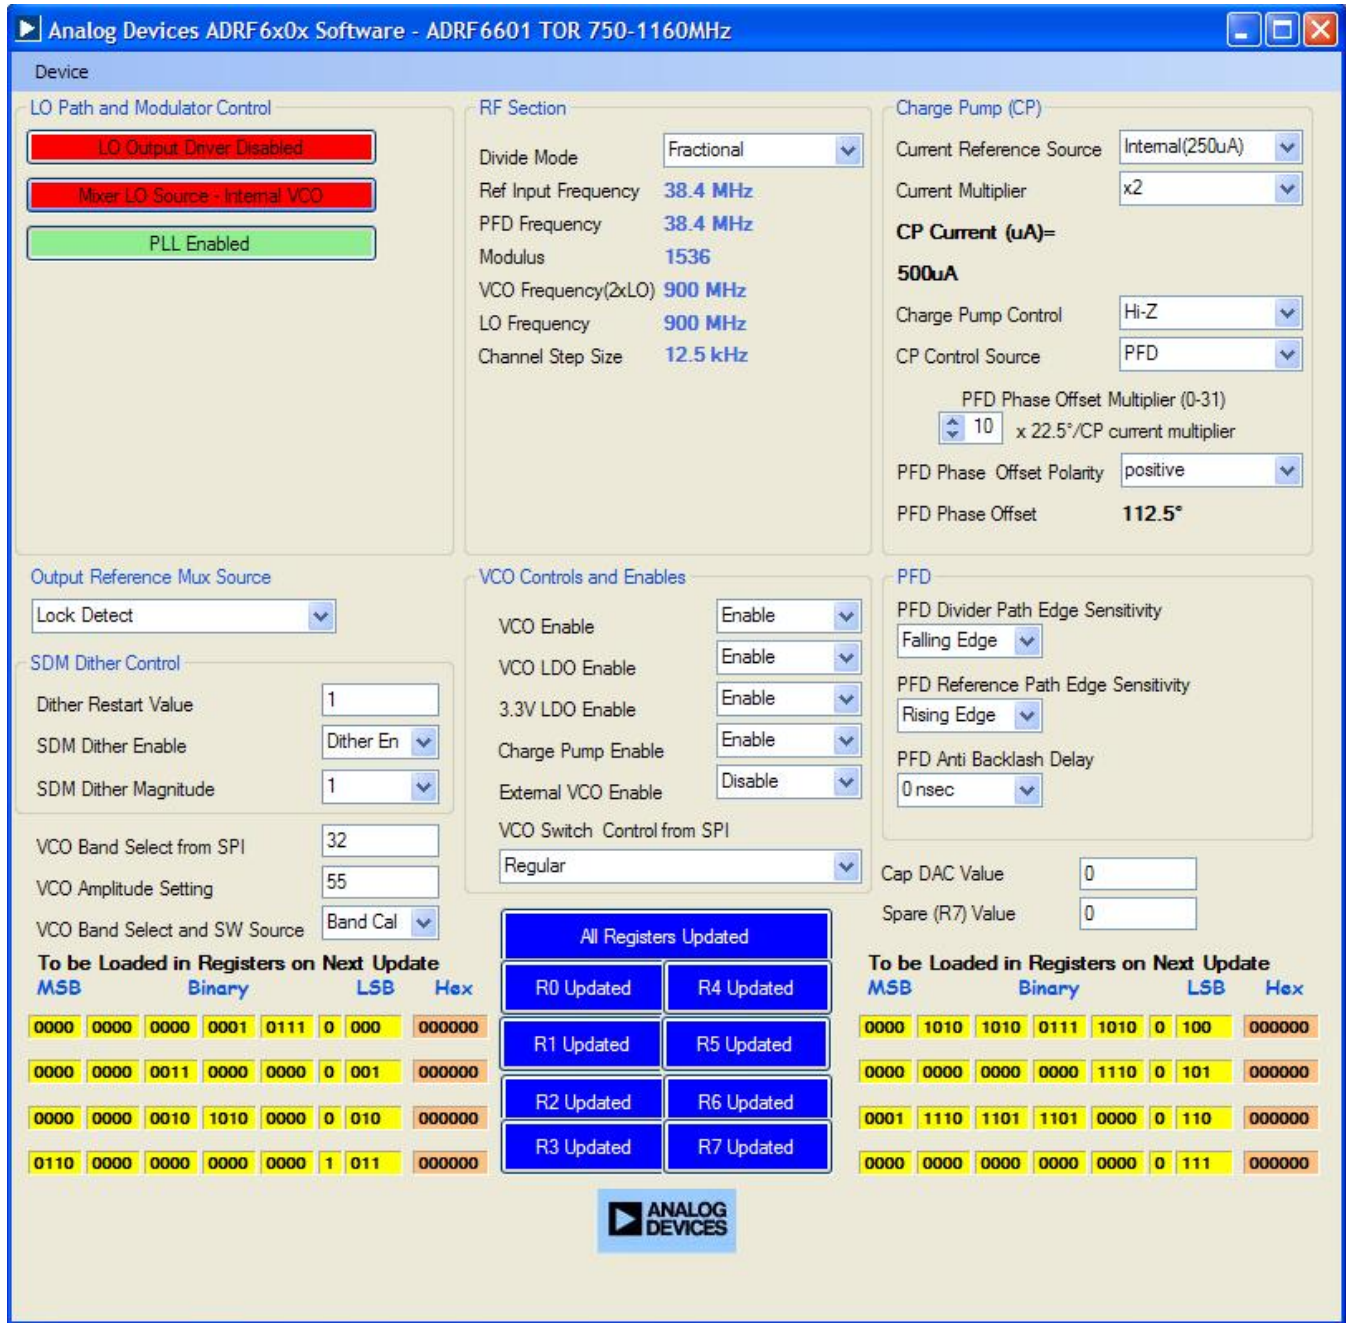 Analog Devices ADRF6x0x Software - ADRF6601 TOR 750-1160MHz
Device
LO Path and Modulator Control
LO Output Driver Disabled
Mixer LO Source - Internal VCO
PLL Enabled
RF Section
Divide Mode Fractional
Ref Input Frequency 38.4 MHz
PFD Frequency 38.4 MHz
Modulus 1536
VCO Frequency(2xLO) 900 MHz
LO Frequency 900 MHz
Channel Step Size 12.5 kHz
Charge Pump (CP)
Current Reference Source Internal(250uA)
Current Multiplier x2
CP Current (uA)=
500uA
Charge Pump Control Hi-Z
CP Control Source PFD
PFD Phase Offset Multiplier (0-31)
10 x 22.5°/CP current multiplier
PFD Phase Offset Polarity positive
PFD Phase Offset 112.5°
Output Reference Mux Source
Lock Detect
SDM Dither Control
Dither Restart Value 1
SDM Dither Enable Dither En
SDM Dither Magnitude 1
VCO Band Select from SPI 32
VCO Amplitude Setting 55
VCO Band Select and SW Source Band Cal
VCO Controls and Enables
VCO Enable Enable
VCO LDO Enable Enable
3.3V LDO Enable Enable
Charge Pump Enable Enable
External VCO Enable Disable
VCO Switch Control from SPI
Regular
PFD
PFD Divider Path Edge Sensitivity
Falling Edge
PFD Reference Path Edge Sensitivity
Rising Edge
PFD Anti Backlash Delay
0 nsec
Cap DAC Value 0
Spare (R7) Value 0
To be Loaded in Registers on Next Update
MSB Binary LSB Hex
0000 0000 0000 0001 0111 0 000 000000
0000 0000 0011 0000 0000 0 001 000000
0000 0000 0010 1010 0000 0 010 000000
0110 0000 0000 0000 0000 1 011 000000
All Registers Updated
R0 Updated R4 Updated
R1 Updated R5 Updated
R2 Updated R6 Updated
R3 Updated R7 Updated
To be Loaded in Registers on Next Update
MSB Binary LSB Hex
0000 1010 1010 0111 1010 0 100 000000
0000 0000 0000 0000 1110 0 101 000000
0001 1110 1101 1101 0000 0 110 000000
0000 0000 0000 0000 0000 0 111 000000
ANALOG
DEVICES